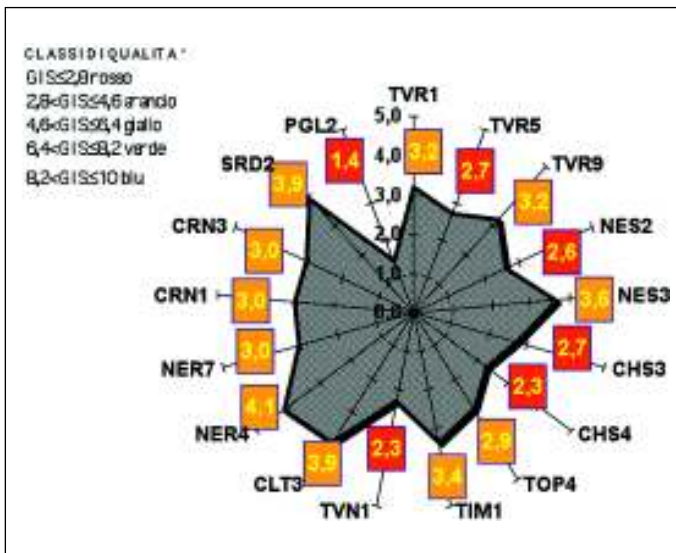 CLASSI DI QUALITA*
GIS≤2,8 rosso
2,8<GIS≤4,6 arancio
4,6<GIS≤6,4 giallo
6,4<GIS≤8,2 verde
8,2<GIS≤10 blu
TVR1
3,2
TVR5
2,7
TVR9
3,2
NES2
2,6
NES3
3,6
CHS3
2,7
CHS4
2,3
TOP4
2,9
TIM1
3,4
TVN1
2,3
CLT3
3,9
NER4
4,1
NER7
3,0
CRN1
3,0
CRN3
3,0
SRD2
3,9
PGL2
1,4
5,0
4,0
3,0
2,0
1,0
0,0